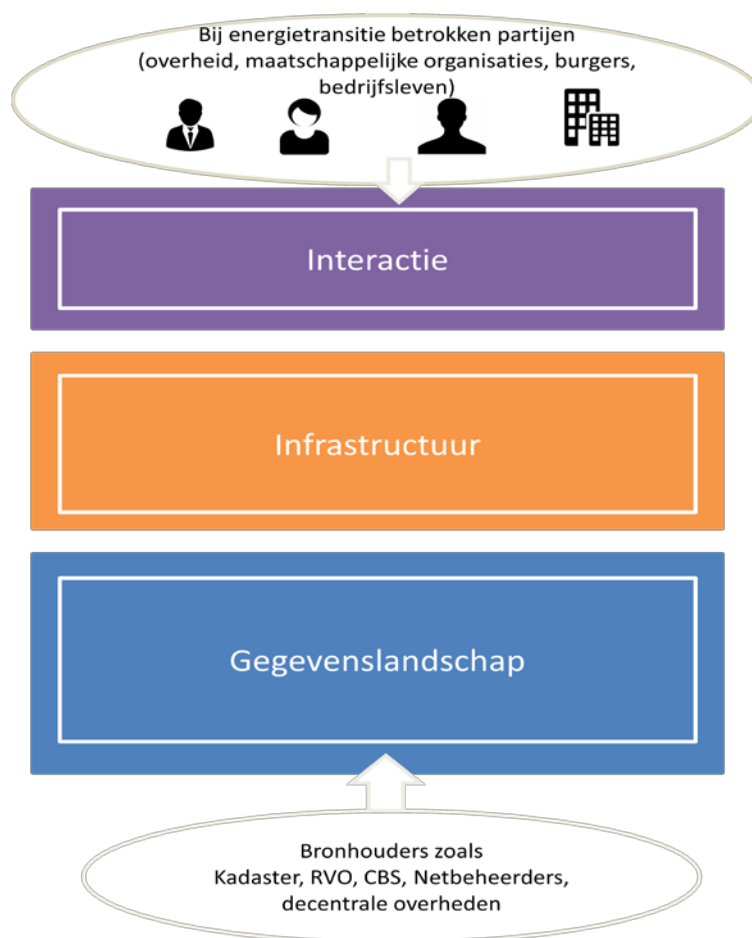 Bij energietransitie betrokken partijen
(overheid, maatschappelijke organisaties, burgers,
bedrijfsleven)
Interactie
Infrastructuur
Gegevenslandschap
Bronhouders zoals
Kadaster, RVO, CBS, Netbeheerders,
decentrale overheden